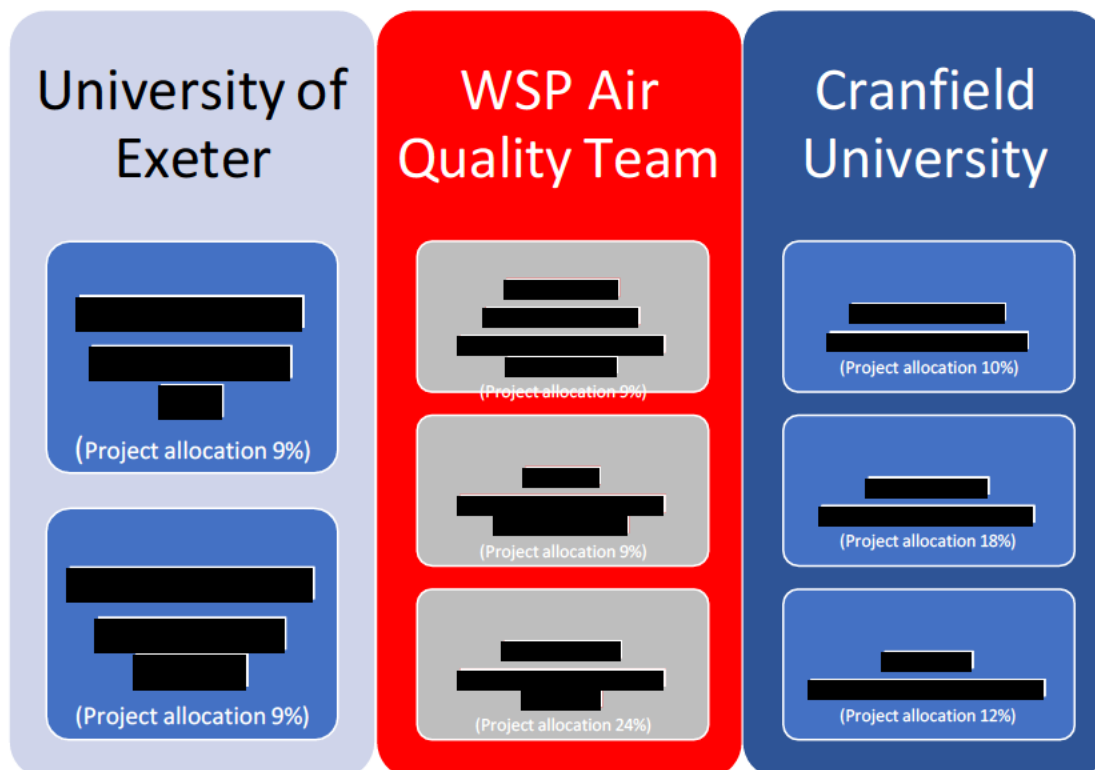 University of
Exeter
(Project allocation 9%)
(Project allocation 9%)
WSP Air
Quality Team
(Project allocation 9%)
(Project allocation 9%)
(Project allocation 24%)
Cranfield
University
(Project allocation 10%)
(Project allocation 18%)
(Project allocation 12%)